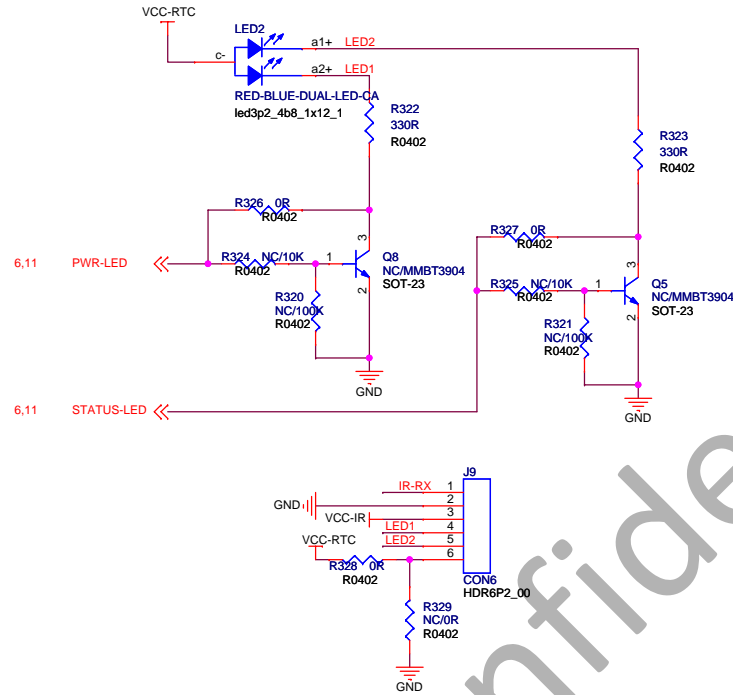 VCC-RTC
LED2
c-
a1+ LED2
a2+ LED1
RED-BLUE-DUAL-LED-CA
led3p2_4b8_1x12_1
R322
330R
R0402
R323
330R
R0402
R326 0R
R0402
R327 0R
R0402
6,11 PWR-LED
R324 NC/10K
R0402
1
3
2
Q8
NC/MMBT3904
SOT-23
R320
NC/100K
R0402
R325 NC/10K
R0402
1
3
2
Q5
NC/MMBT3904
SOT-23
R321
NC/100K
R0402
GND
6,11 STATUS-LED
GND
J9
IR-RX 1
GND 2
VCC-IR 3
LED1 4
LED2 5
VCC-RTC
6
R328 0R
R0402
CON6
HDR6P2_00
R329
NC/0R
R0402
GND